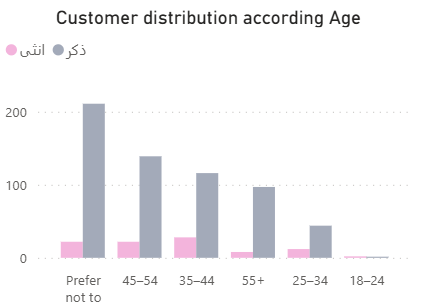 Customer distribution according Age
انثى ذكر
200
100
0
Prefer not to
45–54
35–44
55+
25–34
18–24